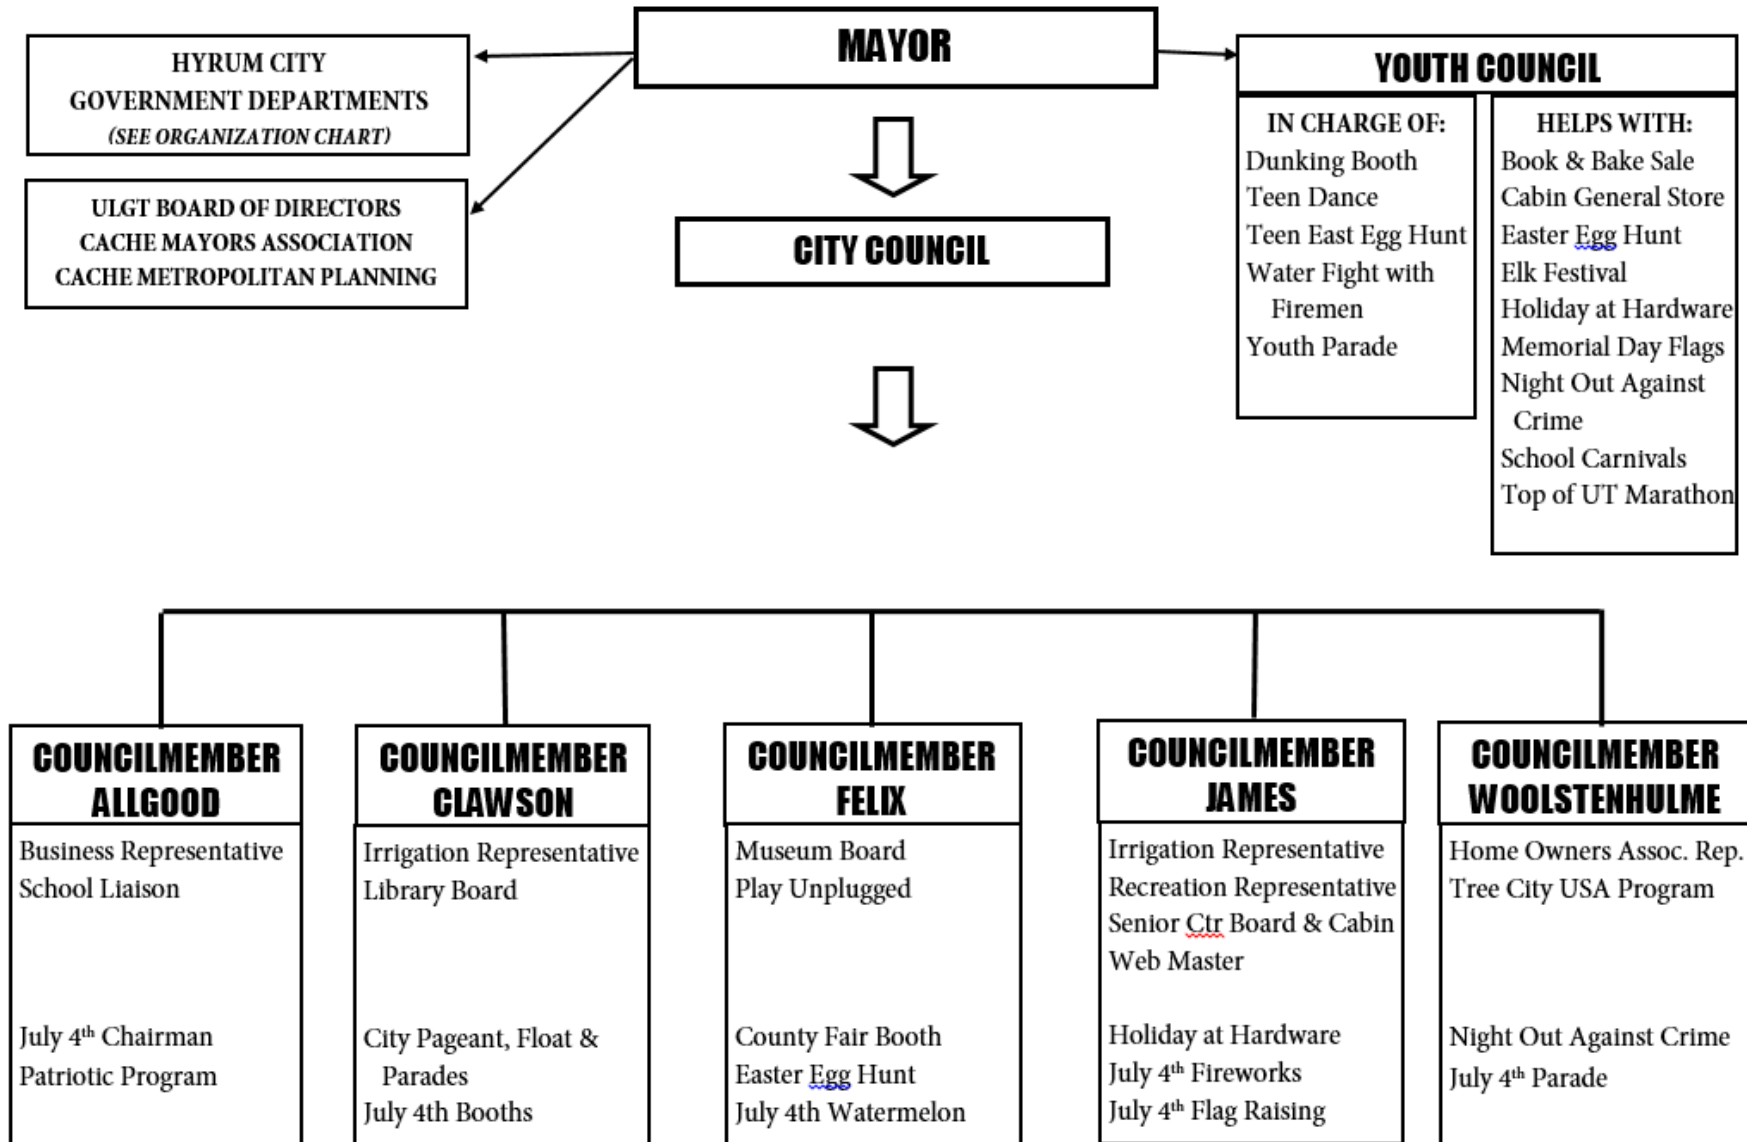 MAYOR
HYRUM CITY
GOVERNMENT DEPARTMENTS
(SEE ORGANIZATION CHART)
ULGT BOARD OF DIRECTORS
CACHE MAYORS ASSOCIATION
CACHE METROPOLITAN PLANNING
CITY COUNCIL
YOUTH COUNCIL
IN CHARGE OF:
Dunking Booth
Teen Dance
Teen East Egg Hunt
Water Fight with
Firemen
Youth Parade
HELPS WITH:
Book & Bake Sale
Cabin General Store
Easter Egg Hunt
Elk Festival
Holiday at Hardware
Memorial Day Flags
Night Out Against
Crime
School Carnivals
Top of UT Marathon
COUNCILMEMBER
ALLGOOD
Business Representative
School Liaison
July 4th Chairman
Patriotic Program
COUNCILMEMBER
CLAWSON
Irrigation Representative
Library Board
City Pageant, Float &
Parades
July 4th Booths
COUNCILMEMBER
FELIX
Museum Board
Play Unplugged
County Fair Booth
Easter Egg Hunt
July 4th Watermelon
COUNCILMEMBER
JAMES
Irrigation Representative
Recreation Representative
Senior Ctr Board & Cabin
Web Master
Holiday at Hardware
July 4th Fireworks
July 4th Flag Raising
COUNCILMEMBER
WOOLSTENHULME
Home Owners Assoc. Rep.
Tree City USA Program
Night Out Against Crime
July 4th Parade